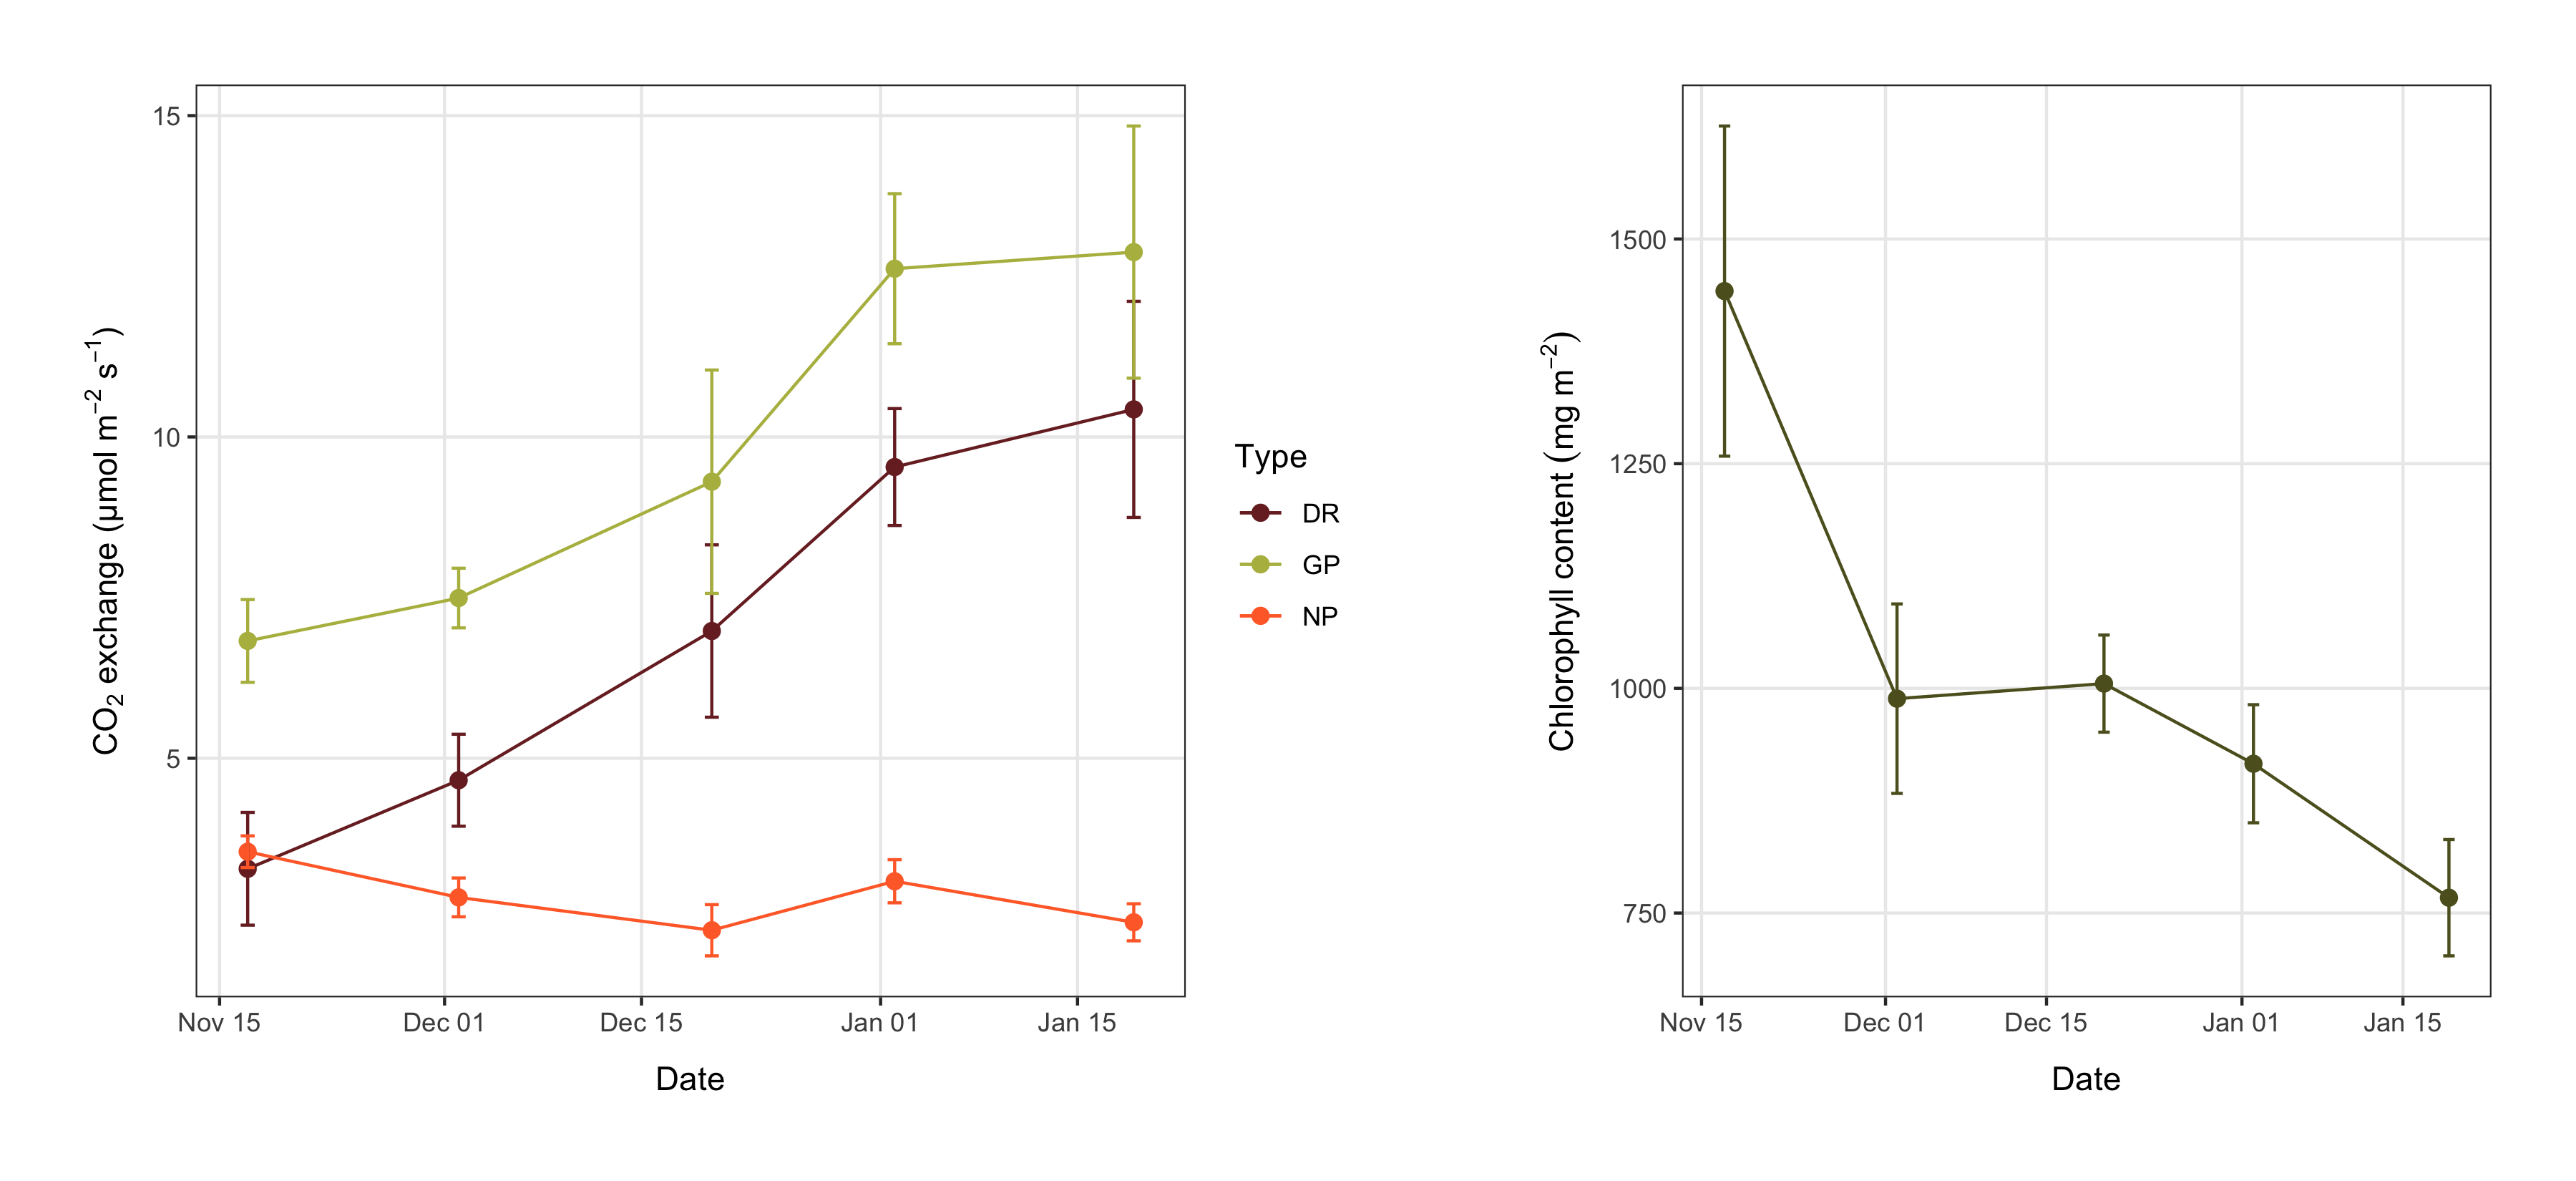 15
10
5
CO₂ exchange (µmol m⁻² s⁻¹)
Nov 15 Dec 01 Dec 15 Jan 01 Jan 15
Date
Type
DR
GP
NP
1500
1250
1000
750
Chlorophyll content (mg m⁻²)
Nov 15 Dec 01 Dec 15 Jan 01 Jan 15
Date